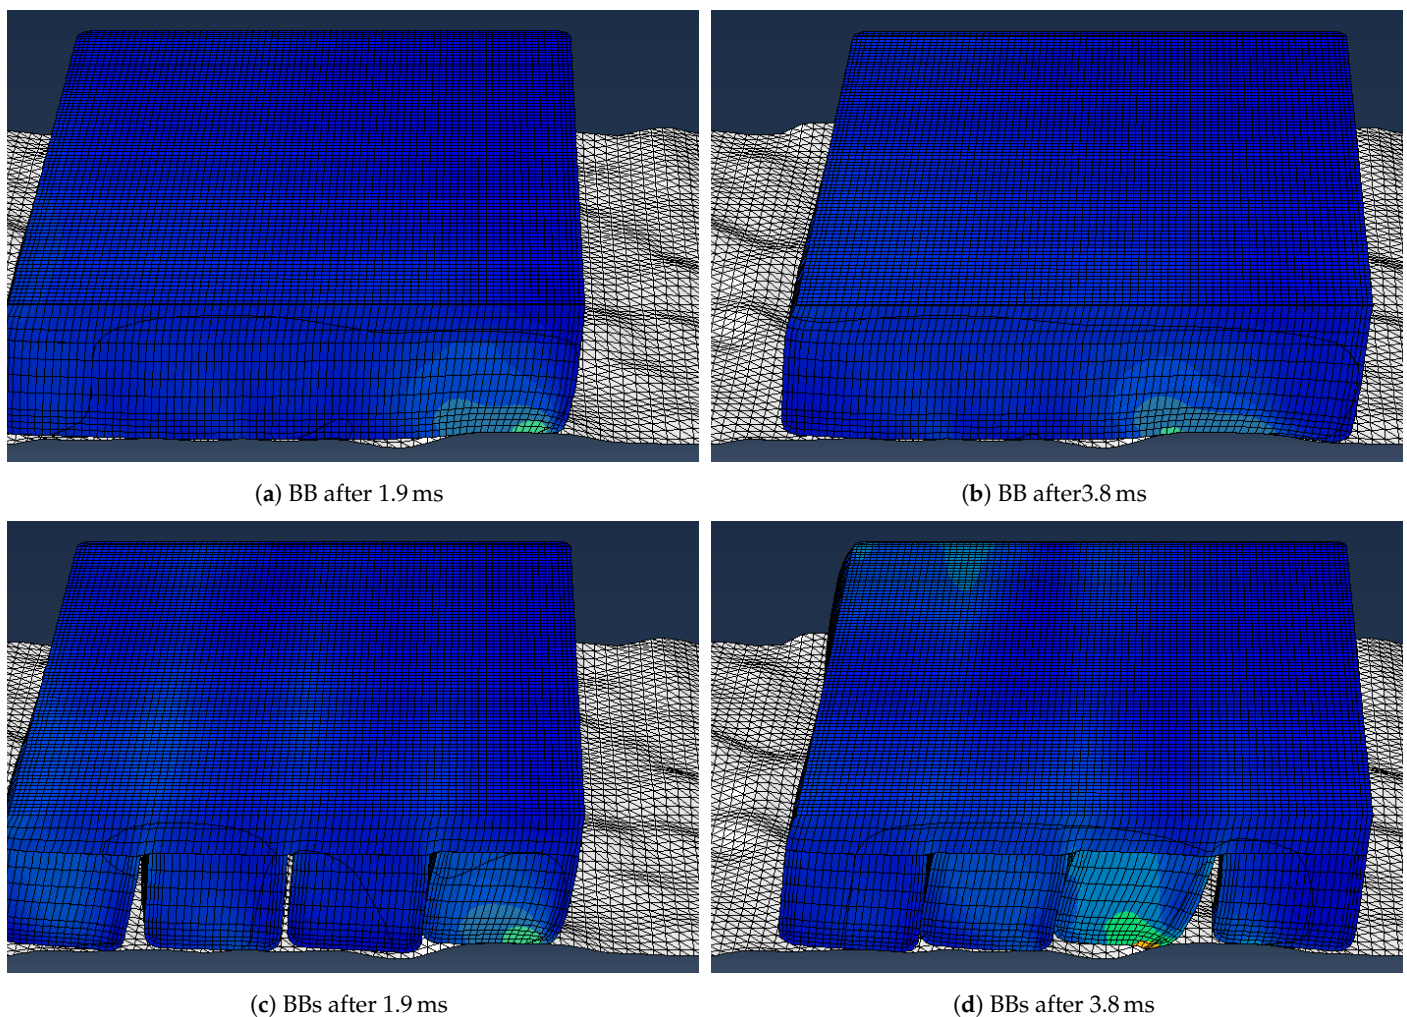 (a) BB after 1.9 ms
(b) BB after3.8 ms
(c) BBs after 1.9 ms
(d) BBs after 3.8 ms